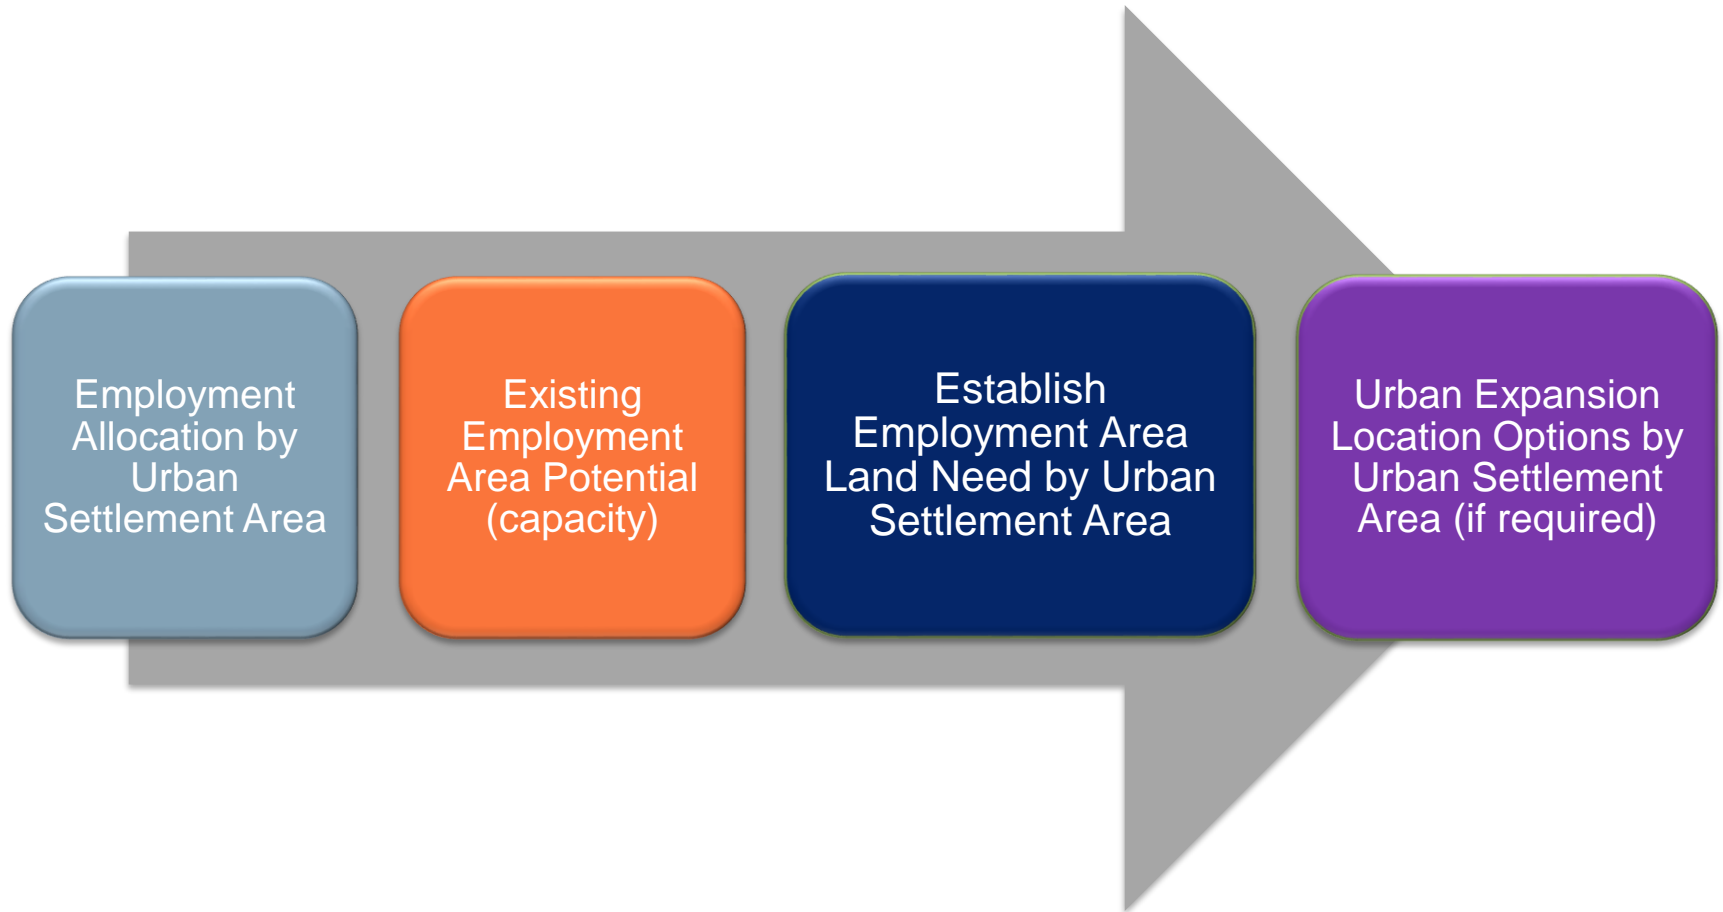 Employment
Allocation by
Urban
Settlement Area
Existing
Employment
Area Potential
(capacity)
Establish
Employment Area
Land Need by Urban
Settlement Area
Urban Expansion
Location Options by
Urban Settlement
Area (if required)